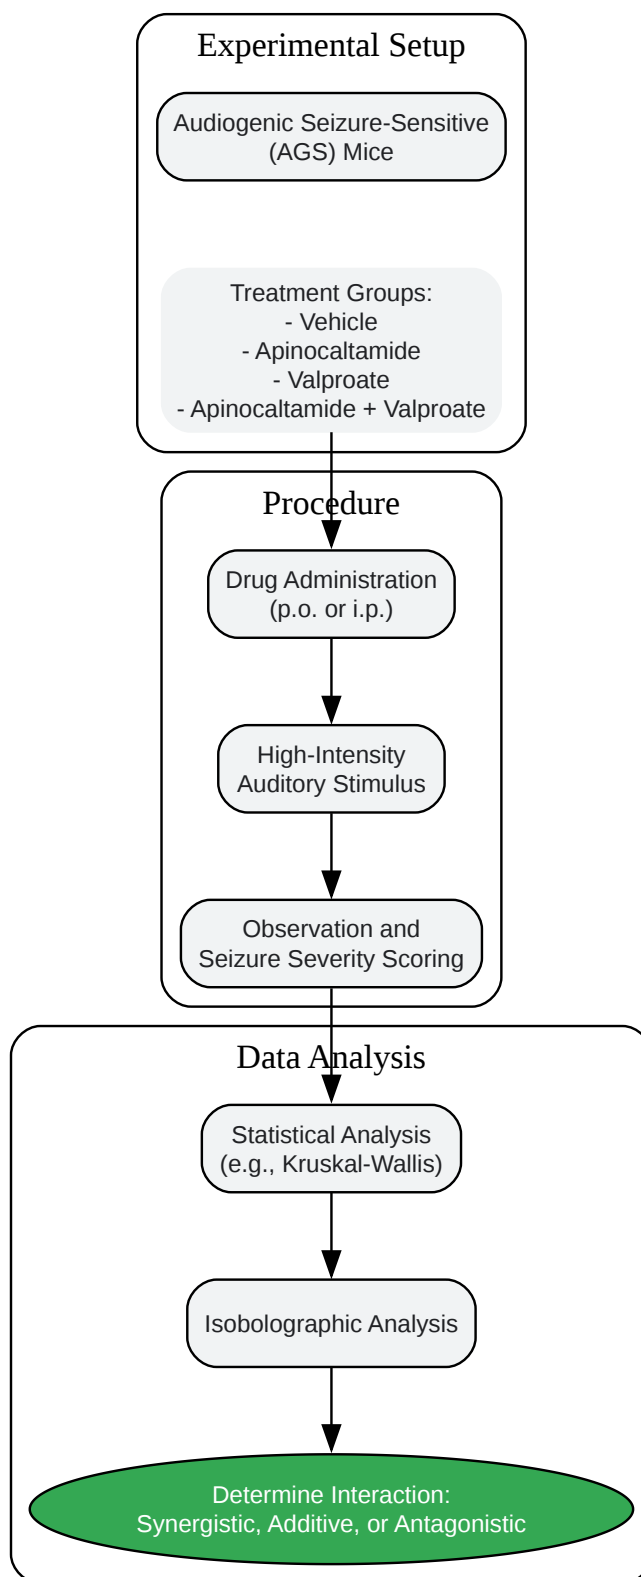 Experimental Setup
Audiogenic Seizure-Sensitive
(AGS) Mice
Treatment Groups:
- Vehicle
- Apinocaltamide
- Valproate
- Apinocaltamide + Valproate
Procedure
Drug Administration
(p.o. or i.p.)
High-Intensity
Auditory Stimulus
Observation and
Seizure Severity Scoring
Data Analysis
Statistical Analysis
(e.g., Kruskal-Wallis)
Isobolographic Analysis
Determine Interaction:
Synergistic, Additive, or Antagonistic